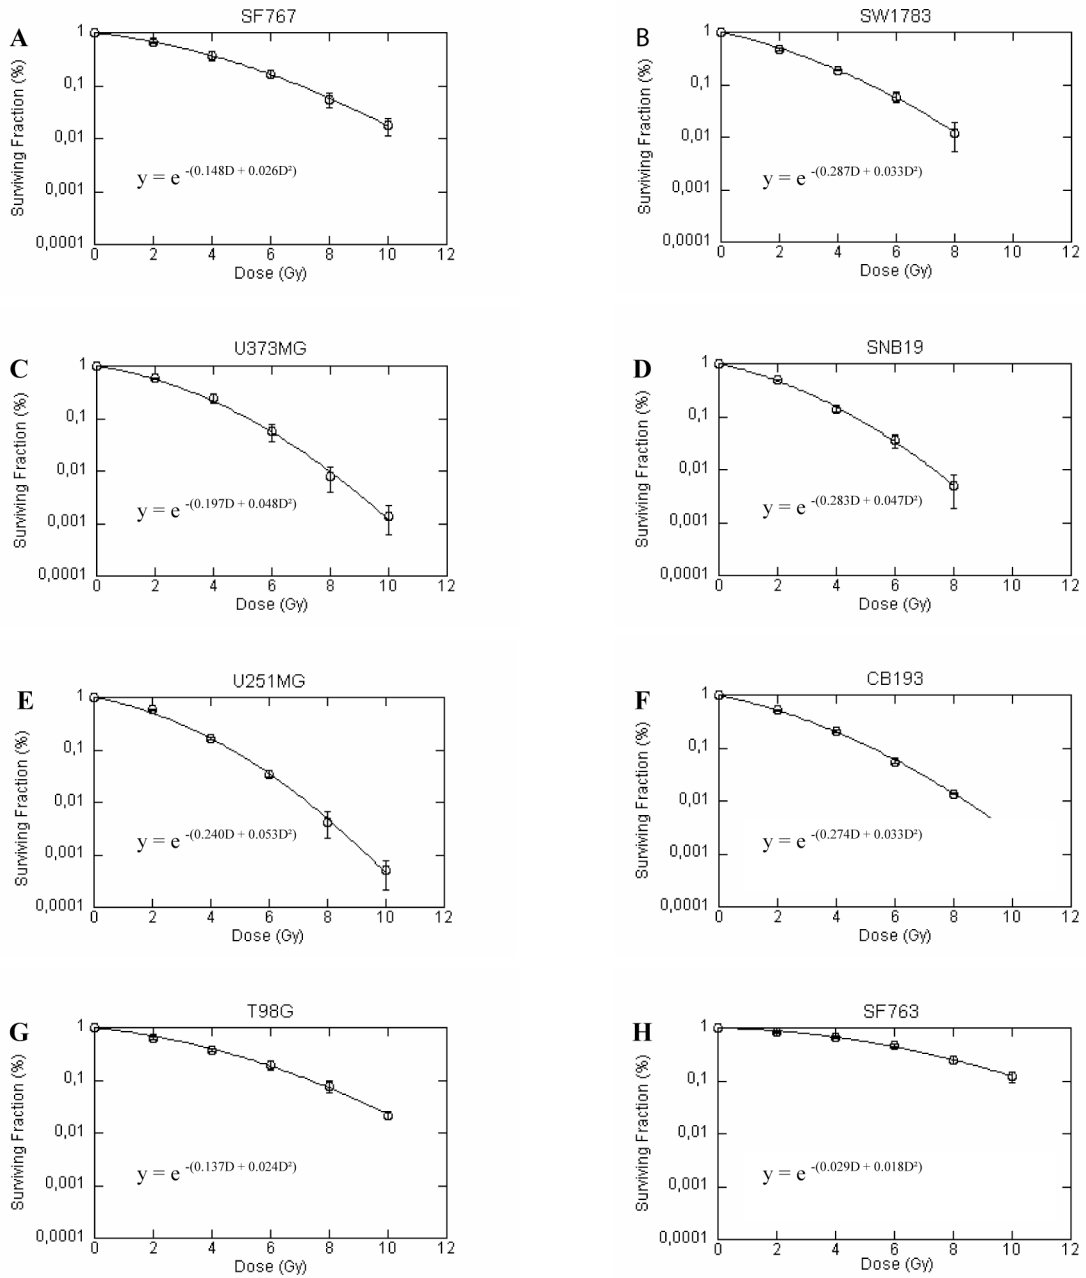 SF767
A
1
0,1
0,01
0,001
0,0001
Surviving Fraction (%)
y = e -(0.148D + 0.026D²)
0 2 4 6 8 10 12
Dose (Gy)
SW1783
B
1
0,1
0,01
0,001
0,0001
Surviving Fraction (%)
y = e -(0.287D + 0.033D²)
0 2 4 6 8 10 12
Dose (Gy)
U373MG
C
1
0,1
0,01
0,001
0,0001
Surviving Fraction (%)
y = e -(0.197D + 0.048D²)
0 2 4 6 8 10 12
Dose (Gy)
SNB19
D
1
0,1
0,01
0,001
0,0001
Surviving Fraction (%)
y = e -(0.283D + 0.047D²)
0 2 4 6 8 10 12
Dose (Gy)
U251MG
E
1
0,1
0,01
0,001
0,0001
Surviving Fraction (%)
y = e -(0.240D + 0.053D²)
0 2 4 6 8 10 12
Dose (Gy)
CB193
F
1
0,1
0,01
0,001
0,0001
Surviving Fraction (%)
y = e -(0.274D + 0.033D²)
0 2 4 6 8 10 12
Dose (Gy)
T98G
G
1
0,1
0,01
0,001
0,0001
Surviving Fraction (%)
y = e -(0.137D + 0.024D²)
0 2 4 6 8 10 12
Dose (Gy)
SF763
H
1
0,1
0,01
0,001
0,0001
Surviving Fraction (%)
y = e -(0.029D + 0.018D²)
0 2 4 6 8 10 12
Dose (Gy)